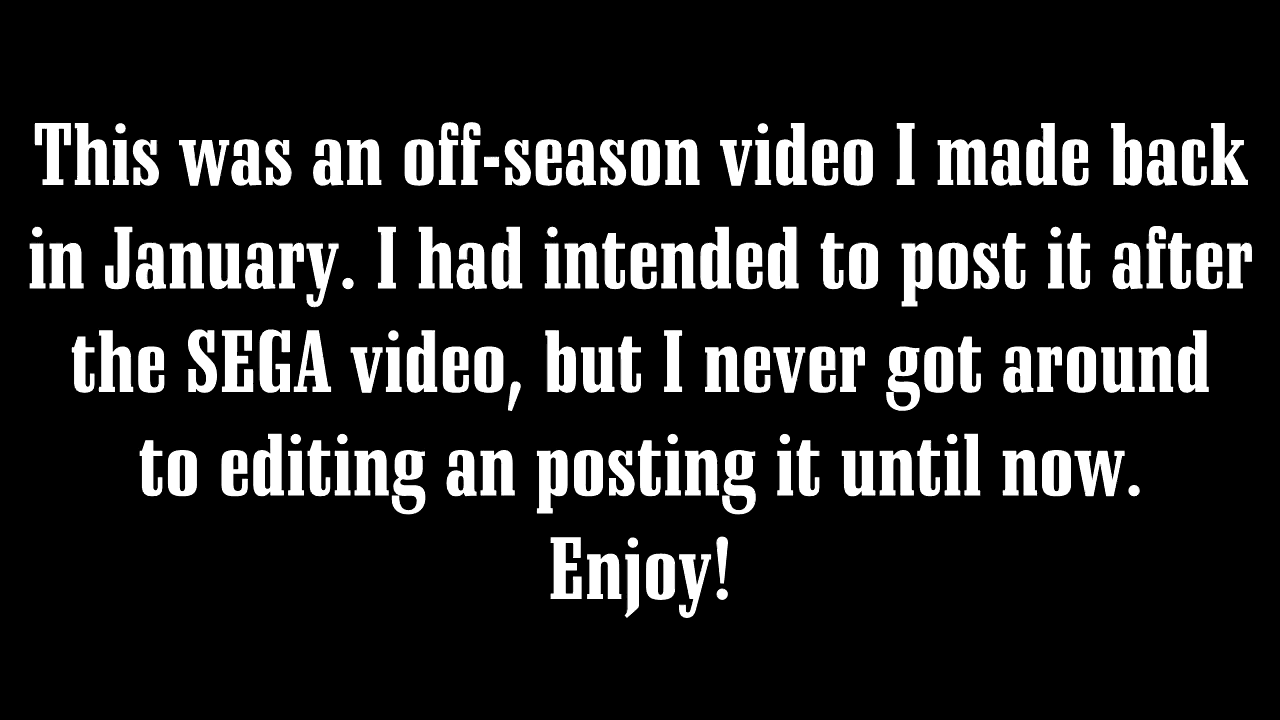 This was an off-season video I made back
in January. I had intended to post it after
the SEGA video, but I never got around
to editing an posting it until now.
Enjoy!